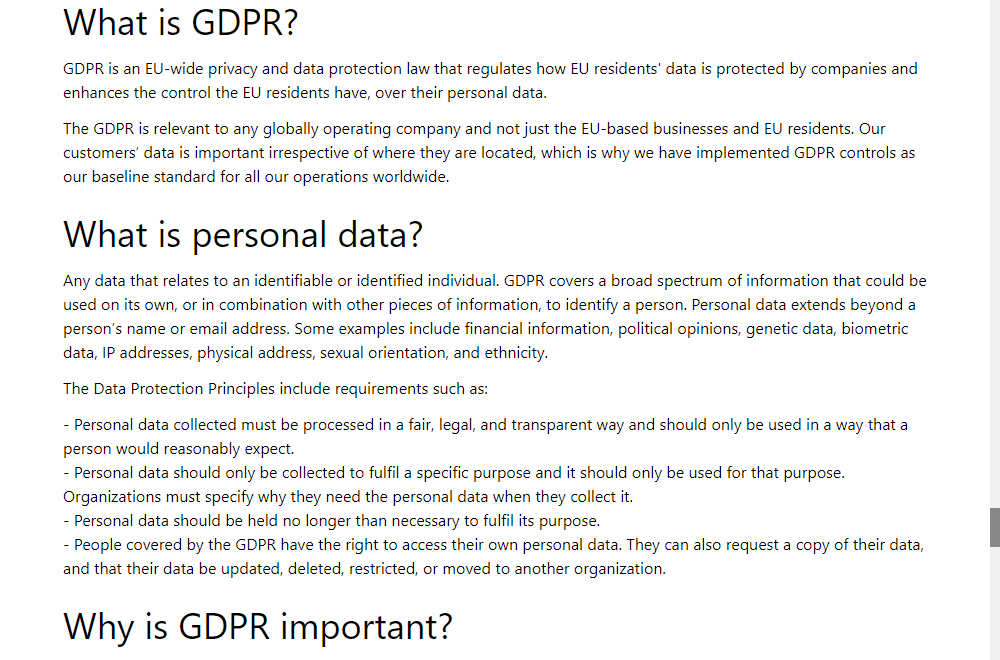 What is GDPR?
GDPR is an EU-wide privacy and data protection law that regulates how EU residents' data is protected by companies and
enhances the control the EU residents have, over their personal data.
The GDPR is relevant to any globally operating company and not just the EU-based businesses and EU residents. Our
customers’ data is important irrespective of where they are located, which is why we have implemented GDPR controls as
our baseline standard for all our operations worldwide.
What is personal data?
Any data that relates to an identifiable or identified individual. GDPR covers a broad spectrum of information that could be
used on its own, or in combination with other pieces of information, to identify a person. Personal data extends beyond a
person’s name or email address. Some examples include financial information, political opinions, genetic data, biometric
data, IP addresses, physical address, sexual orientation, and ethnicity.
The Data Protection Principles include requirements such as:
- Personal data collected must be processed in a fair, legal, and transparent way and should only be used in a way that a
person would reasonably expect.
- Personal data should only be collected to fulfil a specific purpose and it should only be used for that purpose.
Organizations must specify why they need the personal data when they collect it.
- Personal data should be held no longer than necessary to fulfil its purpose.
- People covered by the GDPR have the right to access their own personal data. They can also request a copy of their data,
and that their data be updated, deleted, restricted, or moved to another organization.
Why is GDPR important?